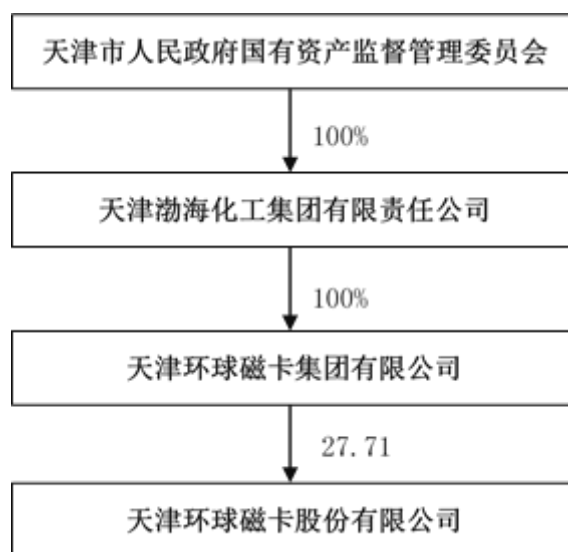 天津市人民政府国有资产监督管理委员会
100%
天津渤海化工集团有限责任公司
100%
天津环球磁卡集团有限公司
27.71
天津环球磁卡股份有限公司